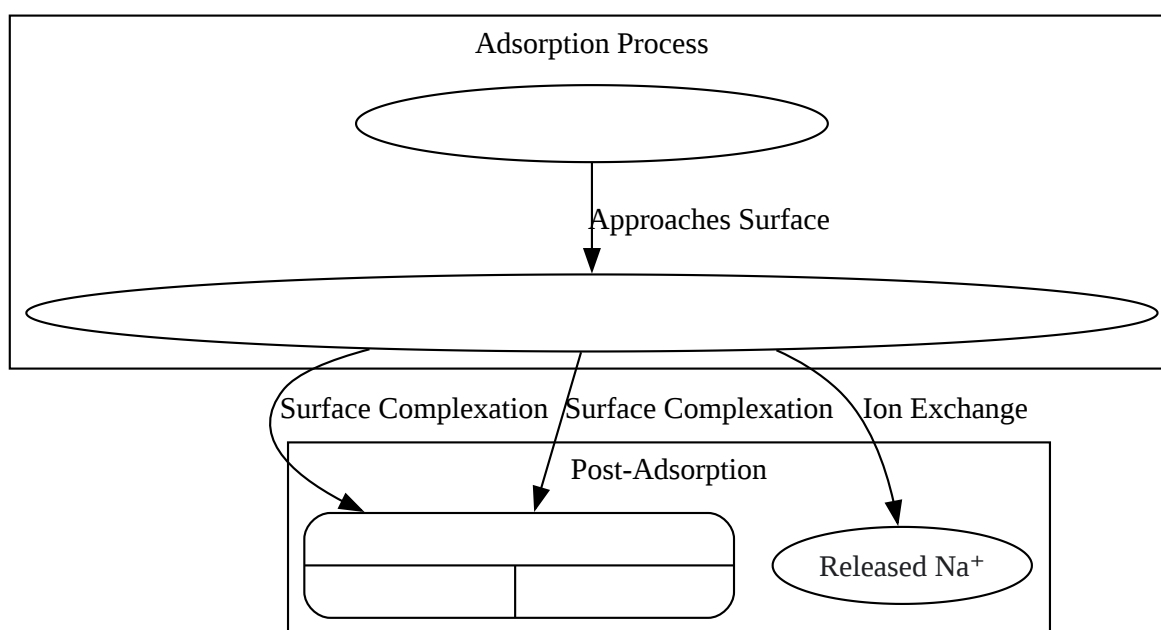 Adsorption Process
Approaches Surface
Surface Complexation
Surface Complexation
Ion Exchange
Post-Adsorption
Released Na⁺